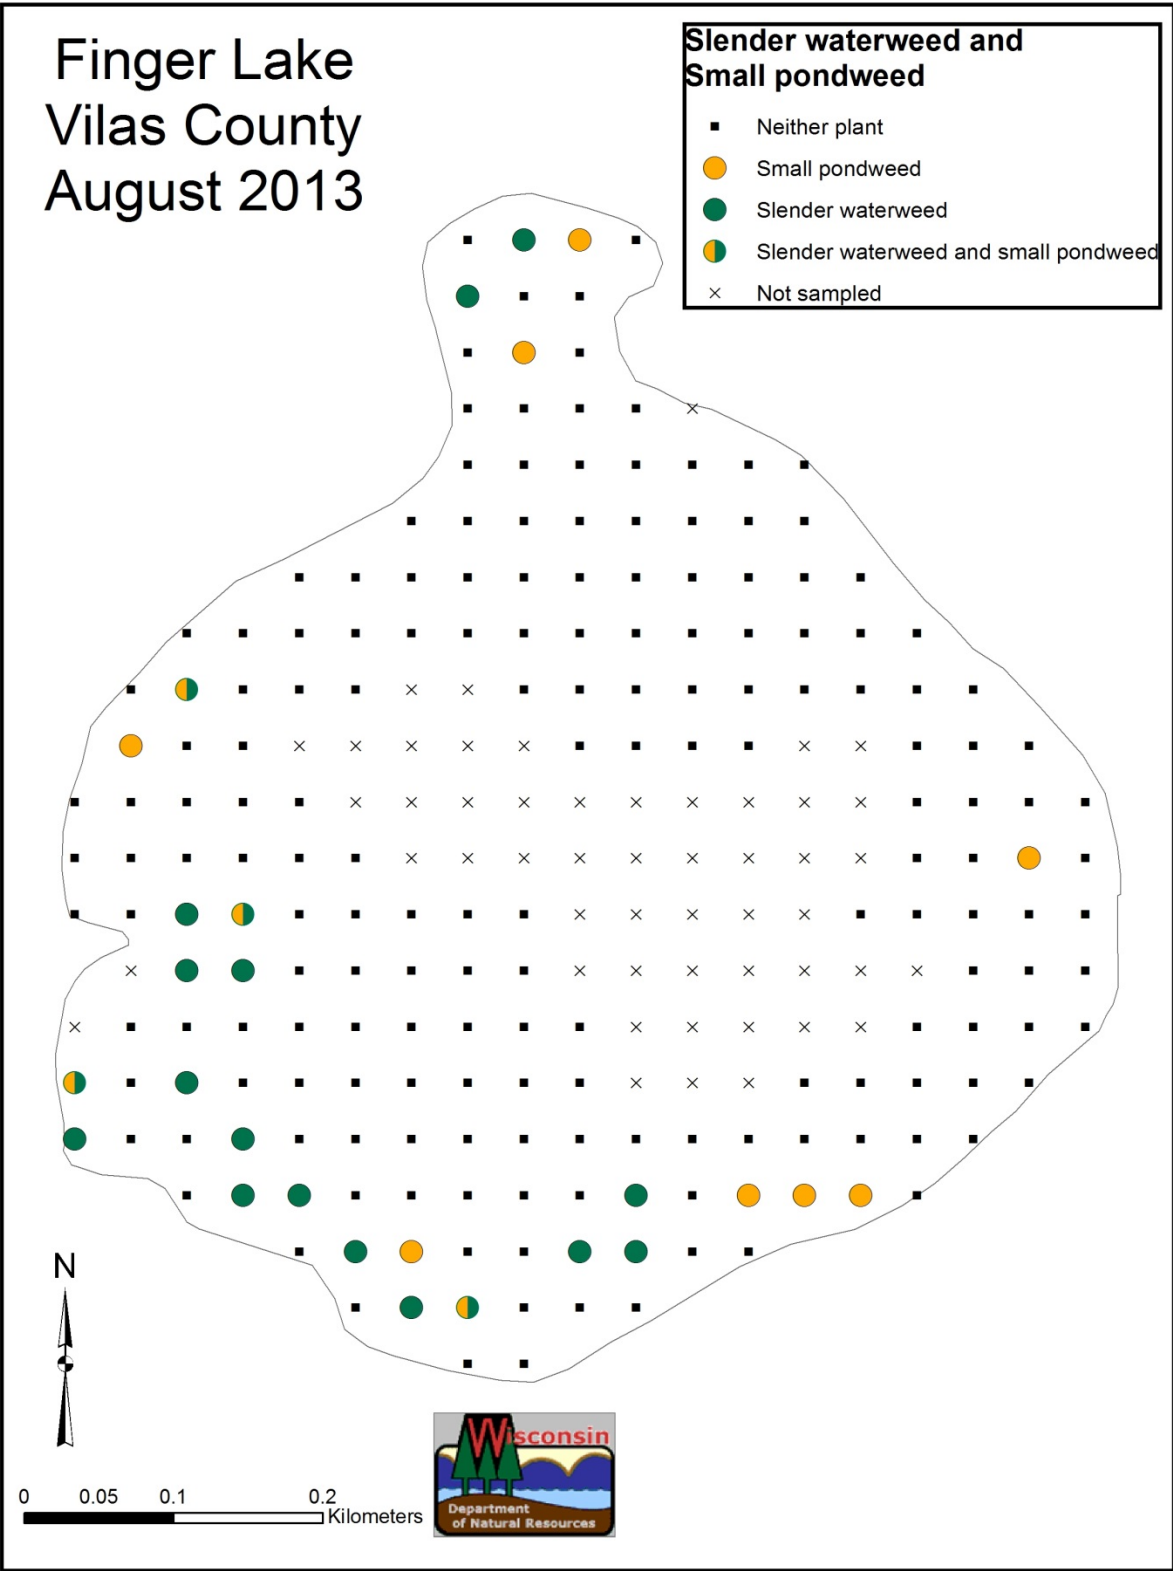 Finger Lake
Vilas County
August 2013
Slender waterweed and
Small pondweed
Neither plant
Small pondweed
Slender waterweed
Slender waterweed and small pondweed
Not sampled
N
0 0.05 0.1 0.2
Kilometers
Wisconsin
Department
of Natural Resources